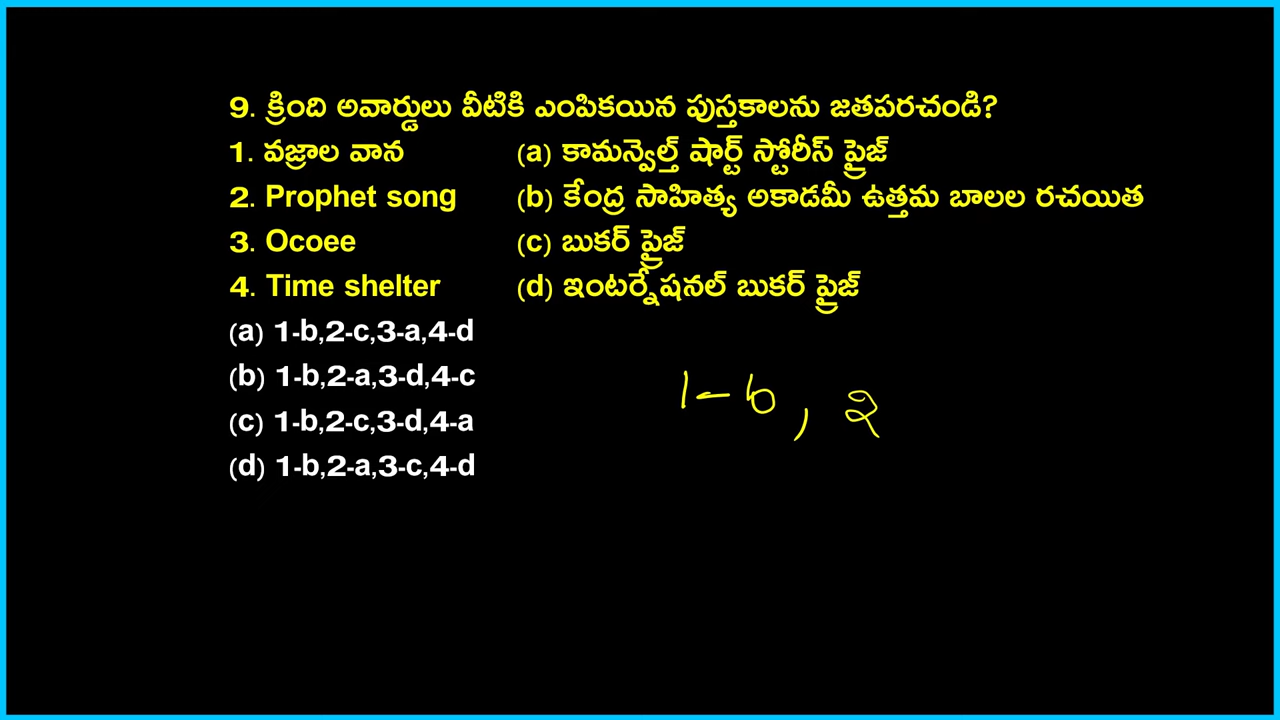 9. క్రింది అవార్డులు వీటికి ఎంపికయిన పుస్తకాలను జతపరచండి?
1. వజ్రాల వాన (a) కామన్వెల్త్ షార్ట్ స్టోరీస్ ప్రైజ్
2. Prophet song (b) కేంద్ర సాహిత్య అకాడమీ ఉత్తమ బాలల రచయిత
3. Ocoee (c) బుకర్ ప్రైజ్
4. Time shelter (d) ఇంటర్నేషనల్ బుకర్ ప్రైజ్
(a) 1-b,2-c,3-a,4-d
(b) 1-b,2-a,3-d,4-c
(c) 1-b,2-c,3-d,4-a
(d) 1-b,2-a,3-c,4-d
1-b, 2